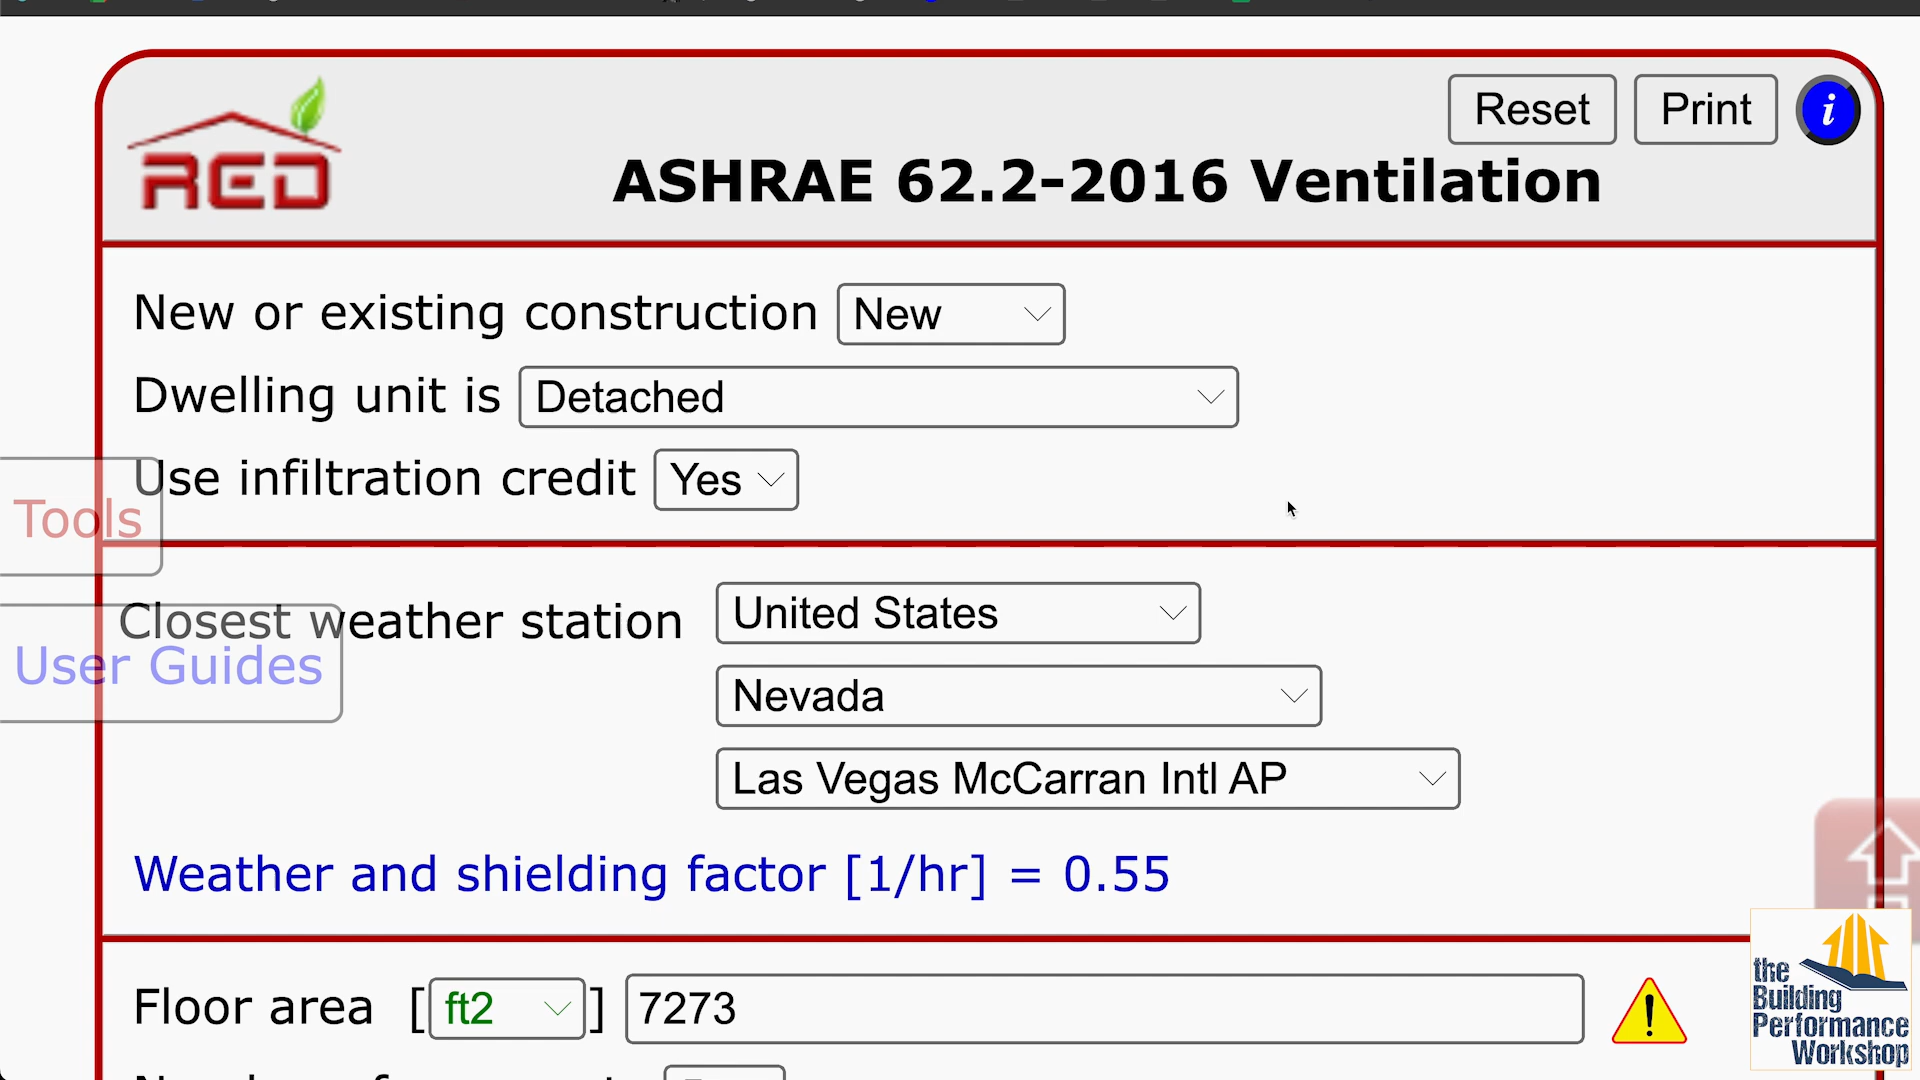 Reset Print i
RED
ASHRAE 62.2-2016 Ventilation
New or existing construction New
Dwelling unit is Detached
Use infiltration credit Yes
Tools
Closest weather station United States
User Guides
Nevada
Las Vegas McCarran Intl AP
Weather and shielding factor [1/hr] = 0.55
Floor area [ft2] 7273
the
Building
Performance
Workshop